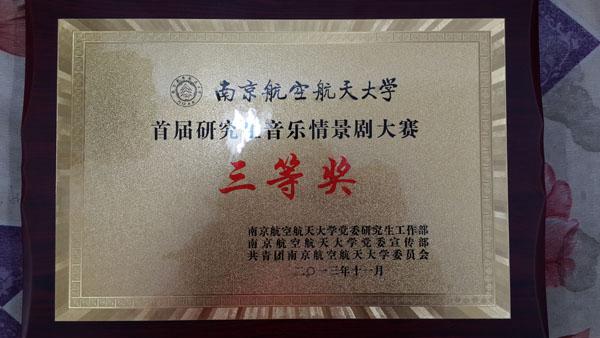 南京航空航天大学
首届研究生音乐情景剧大赛
三等奖
南京航空航天大学党委研究生工作部
南京航空航天大学党委宣传部
共青团南京航空航天大学委员会
二〇一三年十一月